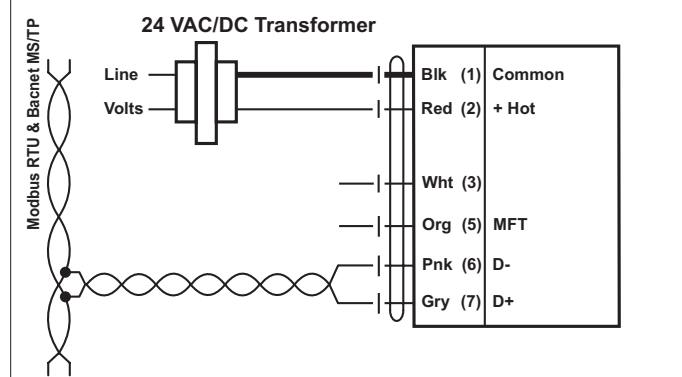 24 VAC/DC Transformer
Modbus RTU & Bacnet MS/TP
Line
Volts
Blk (1) Common
Red (2) + Hot
Wht (3)
Org (5) MFT
Pnk (6) D-
Gry (7) D+